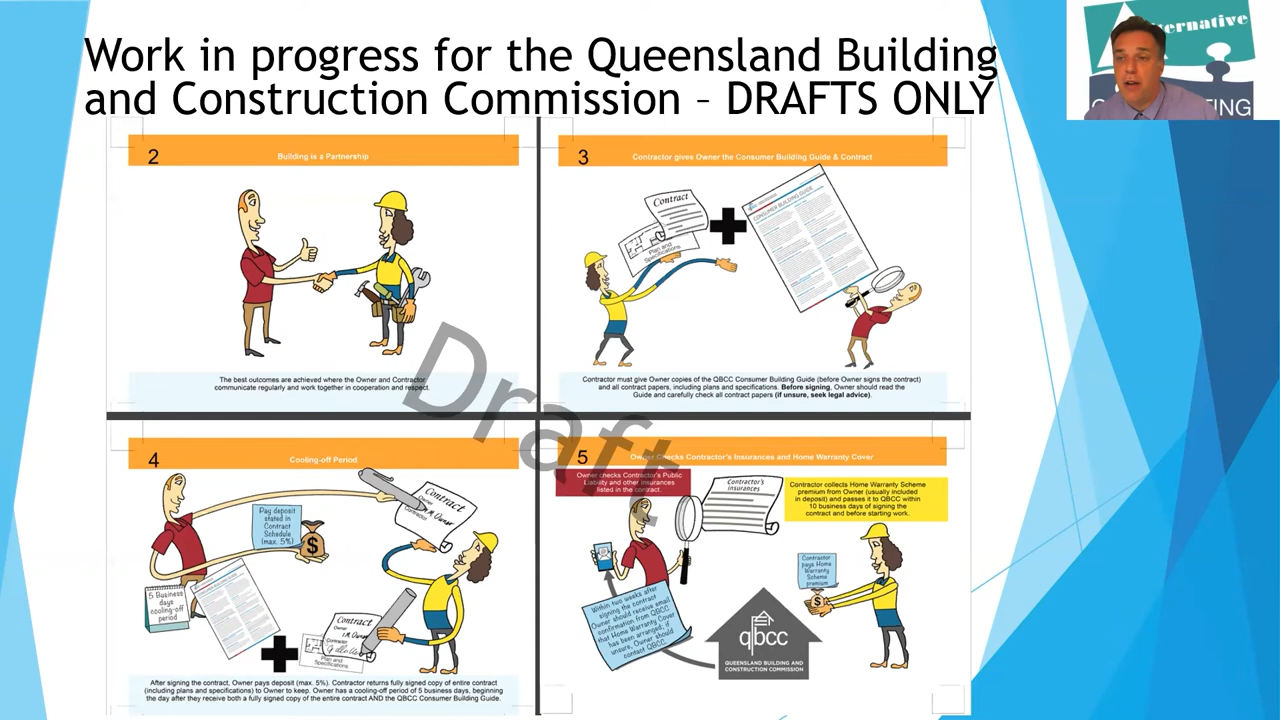 Work in progress for the Queensland Building
and Construction Commission – DRAFTS ONLY
ternative
TING
2
Building is a Partnership
The best outcomes are achieved where the Owner and Contractor
communicate regularly and work together in cooperation and respect.
3
Contractor gives Owner the Consumer Building Guide & Contract
Contract
Plan and
Specifications
CONSUMER BUILDING GUIDE
Contractor must give Owner copies of the QBCC Consumer Building Guide (before Owner signs the contract)
and all contract papers, including plans and specifications. Before signing, Owner should read the
Guide and carefully check all contract papers (if unsure, seek legal advice).
Draft
4
Cooling-off Period
Contract
Owner
I.M. Owner
Contractor
Pay deposit
stated in
Contract
Schedule
(max. 5%)
$
5 Business
days
cooling-off
period
Contract
Owner
I.M. Owner
Contractor
Plan and
Specifications
After signing the contract, Owner pays deposit (max. 5%). Contractor returns fully signed copy of entire contract
(including plans and specifications) to Owner to keep. Owner has a cooling-off period of 5 business days, beginning
the day after they receive both a fully signed copy of the entire contract AND the QBCC Consumer Building Guide.
5
Owner Checks Contractor's Insurances and Home Warranty Cover
Owner checks Contractor's Public
Liability and other insurances
listed in the contract.
Contractor's
insurances
Contractor collects Home Warranty Scheme
premium from Owner (usually included
in deposit) and passes it to QBCC within
10 business days of signing the
contract and before starting work.
Contractor
pays Home
Warranty
Scheme
premium
$
Within two weeks after
signing the contract
Owner should receive email
confirmation from QBCC
that Home Warranty Cover
has been arranged; if
unsure, Owner should
contact QBCC.
qbcc
QUEENSLAND BUILDING AND
CONSTRUCTION COMMISSION